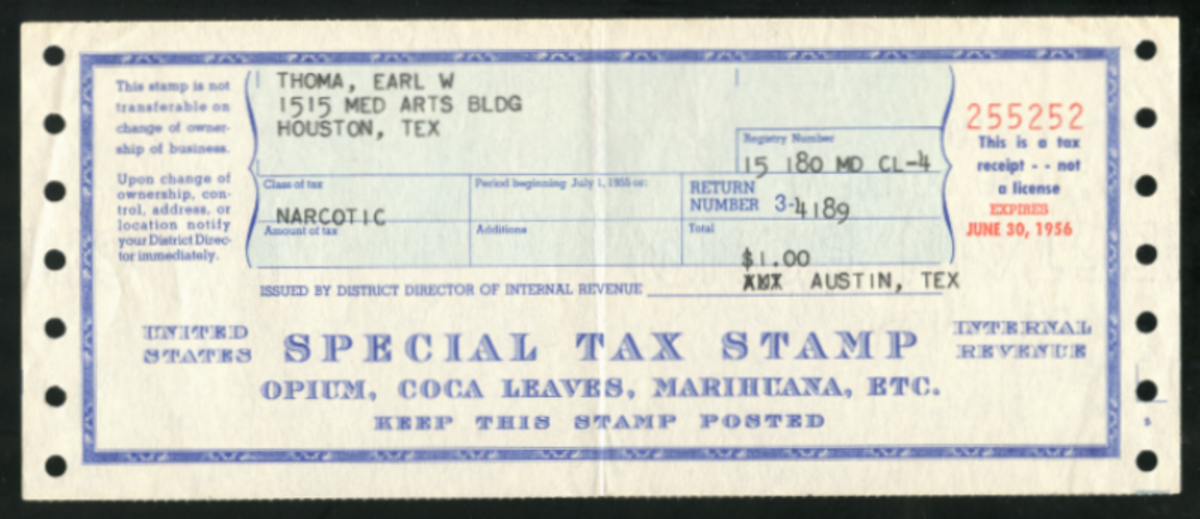 This stamp is not
transferable on
change of owner-
ship of business.
Upon change of
ownership, con-
trol, address, or
location notify
your District Direc-
tor immediately.
THOMA, EARL W
1515 MED ARTS BLDG
HOUSTON, TEX
Registry Number
15 180 MD CL-4
Class of tax
NARCOTIC
Period beginning July 1, 1955 or:
RETURN
NUMBER 3-4189
Amount of tax
Additions
Total
$1.00
ISSUED BY DISTRICT DIRECTOR OF INTERNAL REVENUE
AUSTIN, TEX
255252
This is a tax
receipt - - not
a license
EXPIRES
JUNE 30, 1956
UNITED
STATES
SPECIAL TAX STAMP
INTERNAL
REVENUE
OPIUM, COCA LEAVES, MARIHUANA, ETC.
KEEP THIS STAMP POSTED